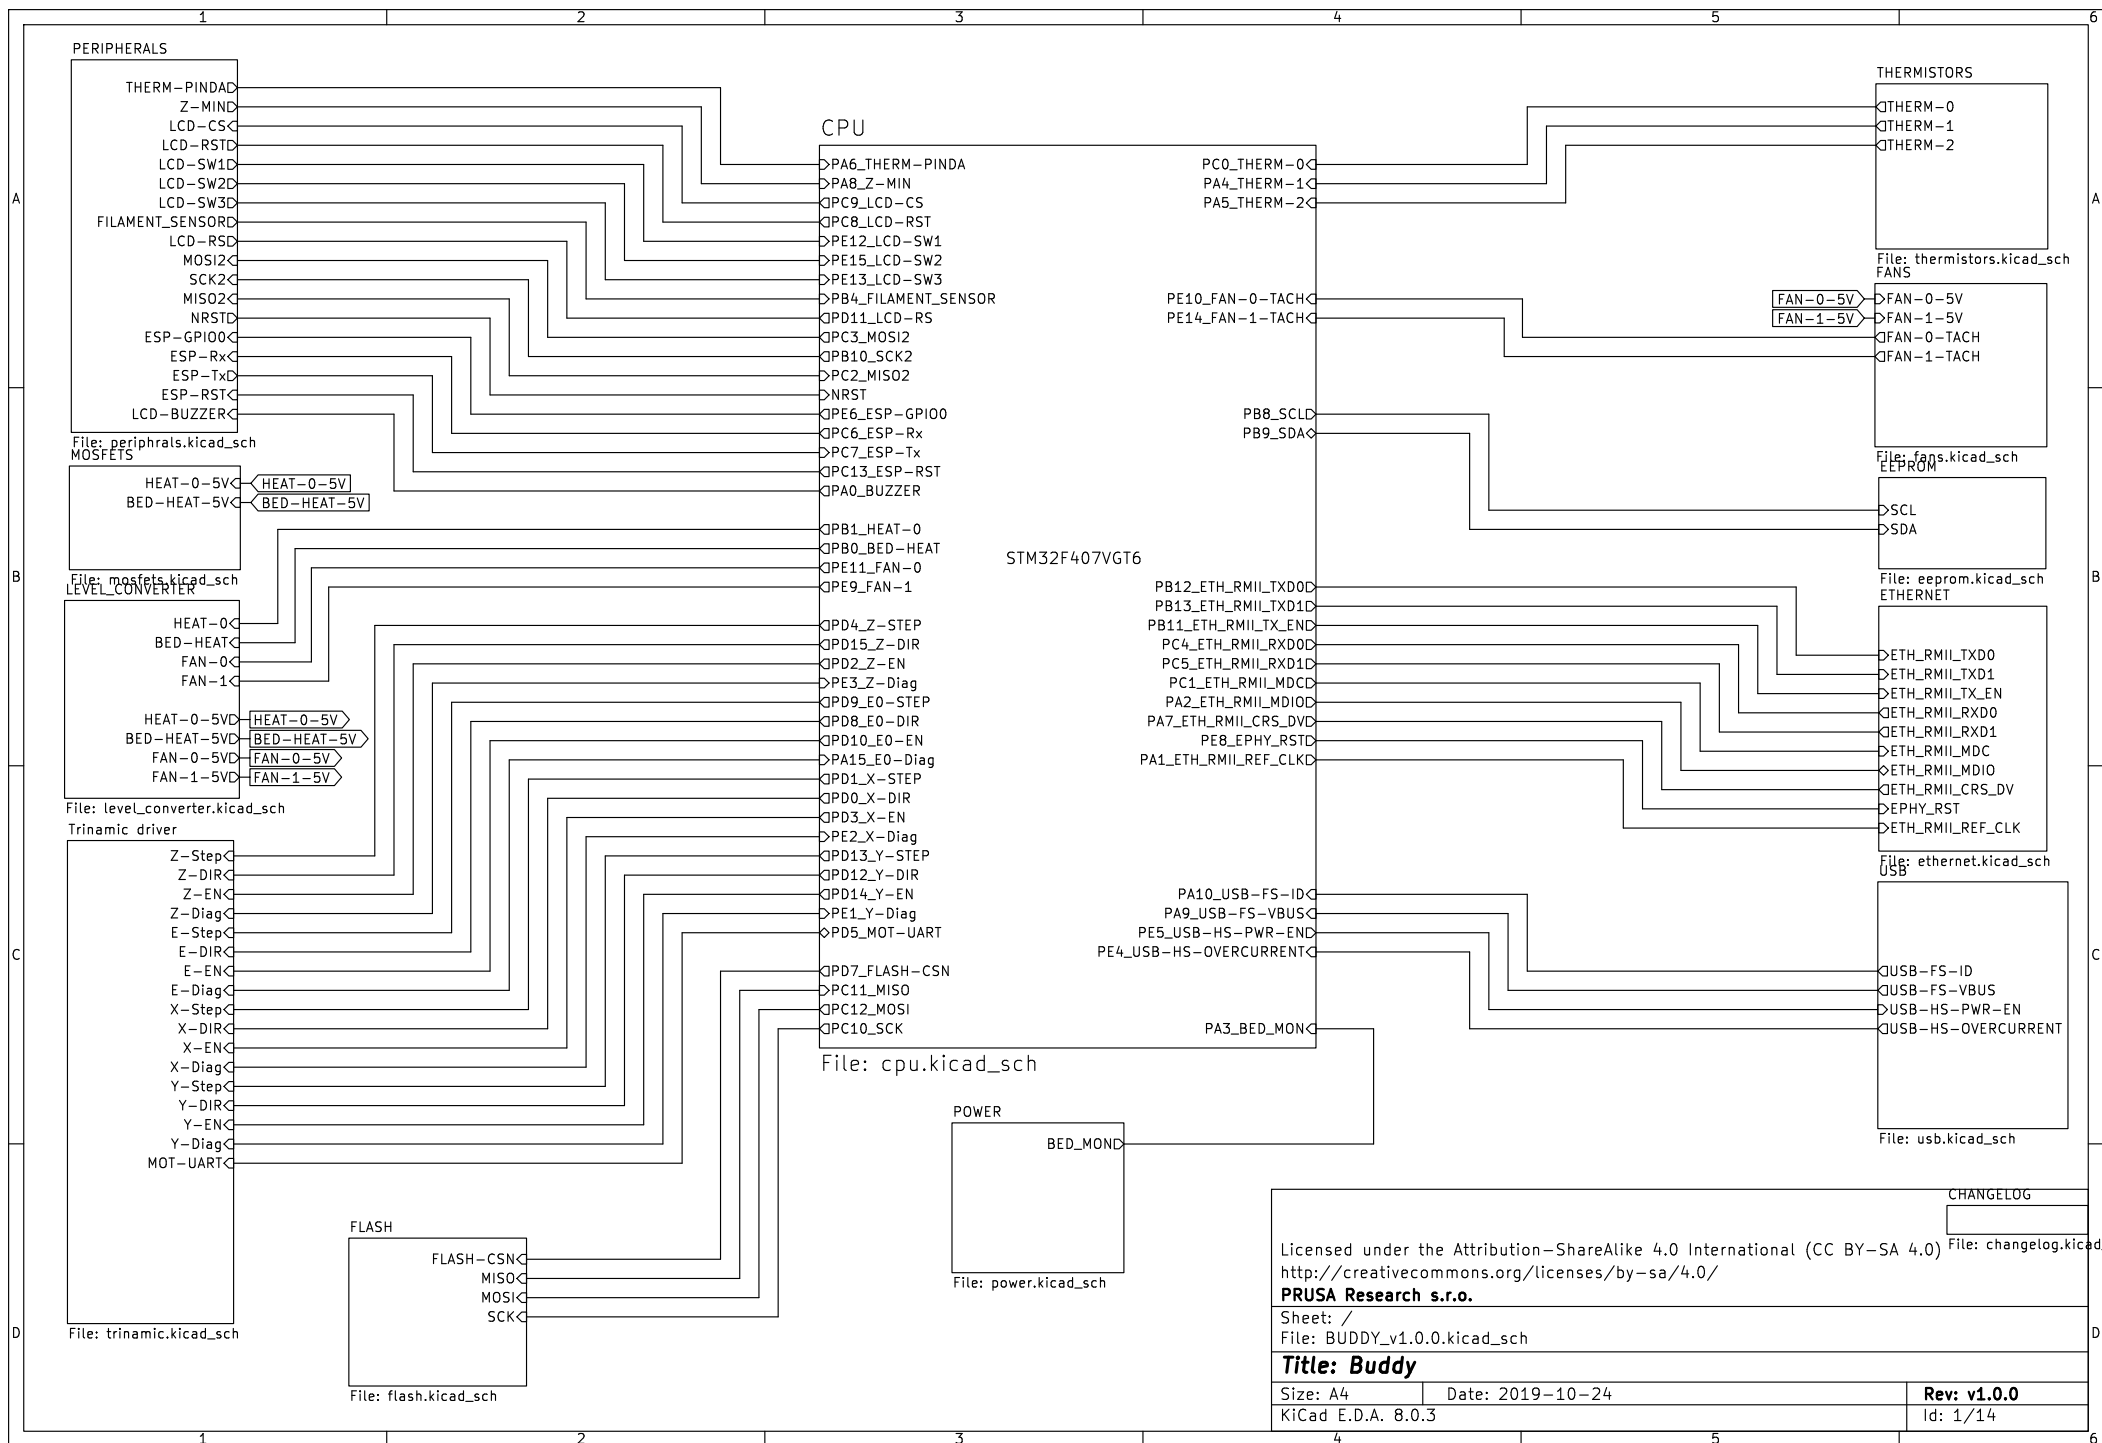 1 2 3 4 5 6
PERIPHERALS
THERM-PINDA
Z-MIN
LCD-CS
LCD-RST
LCD-SW1
LCD-SW2
LCD-SW3
FILAMENT_SENSOR
LCD-RS
MOSI2
SCK2
MISO2
NRST
ESP-GPIO0
ESP-Rx
ESP-Tx
ESP-RST
LCD-BUZZER
File: periphrals.kicad_sch
MOSFETS
HEAT-0-5V HEAT-0-5V
BED-HEAT-5V BED-HEAT-5V
File: mosfets.kicad_sch
LEVEL_CONVERTER
HEAT-0
BED-HEAT
FAN-0
FAN-1
HEAT-0-5V HEAT-0-5V
BED-HEAT-5V BED-HEAT-5V
FAN-0-5V FAN-0-5V
FAN-1-5V FAN-1-5V
File: level_converter.kicad_sch
Trinamic driver
Z-Step
Z-DIR
Z-EN
Z-Diag
E-Step
E-DIR
E-EN
E-Diag
X-Step
X-DIR
X-EN
X-Diag
Y-Step
Y-DIR
Y-EN
Y-Diag
MOT-UART
File: trinamic.kicad_sch
FLASH
FLASH-CSN
MISO
MOSI
SCK
File: flash.kicad_sch
CPU
PA6_THERM-PINDA
PA8_Z-MIN
PC9_LCD-CS
PC8_LCD-RST
PE12_LCD-SW1
PE15_LCD-SW2
PE13_LCD-SW3
PB4_FILAMENT_SENSOR
PD11_LCD-RS
PC3_MOSI2
PB10_SCK2
PC2_MISO2
NRST
PE6_ESP-GPIO0
PC6_ESP-Rx
PC7_ESP-Tx
PC13_ESP-RST
PA0_BUZZER
PB1_HEAT-0
PB0_BED-HEAT
PE11_FAN-0
PE9_FAN-1
PD4_Z-STEP
PD15_Z-DIR
PD2_Z-EN
PE3_Z-Diag
PD9_E0-STEP
PD8_E0-DIR
PD10_E0-EN
PA15_E0-Diag
PD1_X-STEP
PD0_X-DIR
PD3_X-EN
PE2_X-Diag
PD13_Y-STEP
PD12_Y-DIR
PD14_Y-EN
PE1_Y-Diag
PD5_MOT-UART
PD7_FLASH-CSN
PC11_MISO
PC12_MOSI
PC10_SCK
STM32F407VGT6
PC0_THERM-0
PA4_THERM-1
PA5_THERM-2
PE10_FAN-0-TACH
PE14_FAN-1-TACH
PB8_SCL
PB9_SDA
PB12_ETH_RMII_TXD0
PB13_ETH_RMII_TXD1
PB11_ETH_RMII_TX_EN
PC4_ETH_RMII_RXD0
PC5_ETH_RMII_RXD1
PC1_ETH_RMII_MDC
PA2_ETH_RMII_MDIO
PA7_ETH_RMII_CRS_DV
PE8_EPHY_RST
PA1_ETH_RMII_REF_CLK
PA10_USB-FS-ID
PA9_USB-FS-VBUS
PE5_USB-HS-PWR-EN
PE4_USB-HS-OVERCURRENT
PA3_BED_MON
File: cpu.kicad_sch
POWER
BED_MON
File: power.kicad_sch
THERMISTORS
THERM-0
THERM-1
THERM-2
File: thermistors.kicad_sch
FANS
FAN-0-5V FAN-0-5V
FAN-1-5V FAN-1-5V
FAN-0-TACH
FAN-1-TACH
File: fans.kicad_sch
EEPROM
SCL
SDA
File: eeprom.kicad_sch
ETHERNET
ETH_RMII_TXD0
ETH_RMII_TXD1
ETH_RMII_TX_EN
ETH_RMII_RXD0
ETH_RMII_RXD1
ETH_RMII_MDC
ETH_RMII_MDIO
ETH_RMII_CRS_DV
EPHY_RST
ETH_RMII_REF_CLK
File: ethernet.kicad_sch
USB
USB-FS-ID
USB-FS-VBUS
USB-HS-PWR-EN
USB-HS-OVERCURRENT
File: usb.kicad_sch
CHANGELOG
File: changelog.kicad_
Licensed under the Attribution-ShareAlike 4.0 International (CC BY-SA 4.0)
http://creativecommons.org/licenses/by-sa/4.0/
PRUSA Research s.r.o.
Sheet: /
File: BUDDY_v1.0.0.kicad_sch
Title: Buddy
Size: A4 Date: 2019-10-24 Rev: v1.0.0
KiCad E.D.A. 8.0.3 Id: 1/14
A A
B B
C C
D D
1 2 3 4 5 6